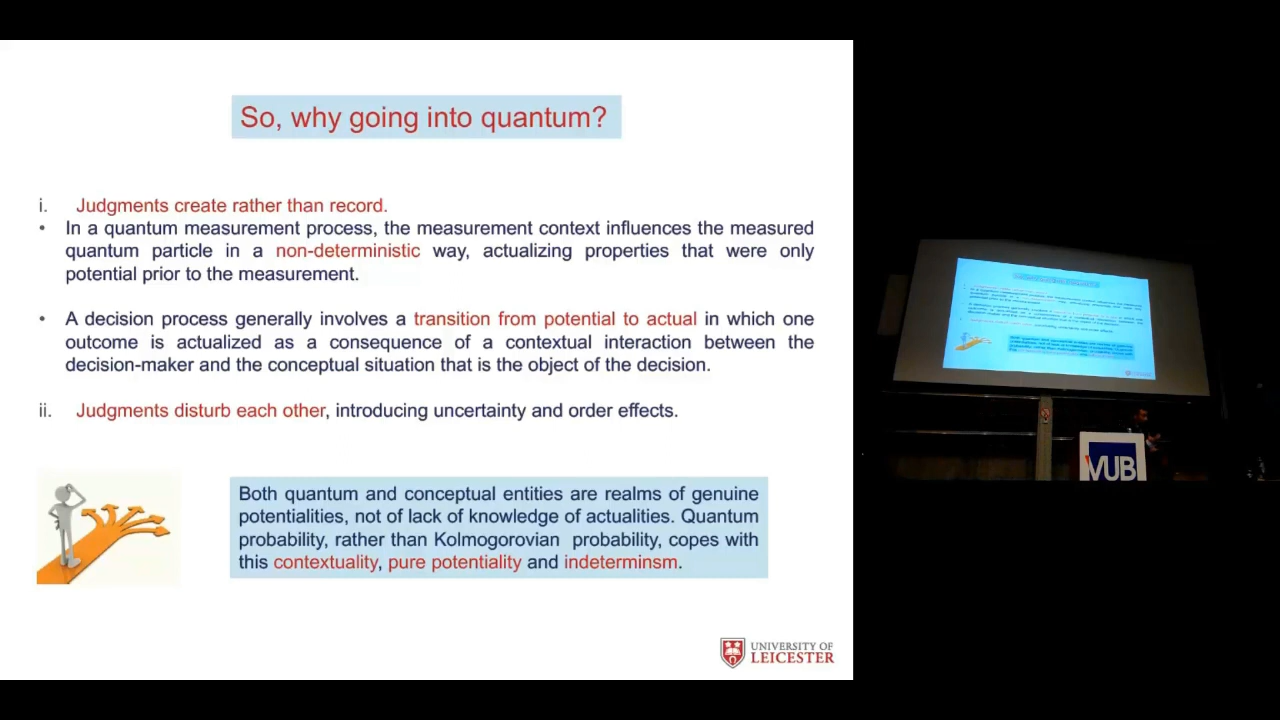 So, why going into quantum?
i. Judgments create rather than record.
• In a quantum measurement process, the measurement context influences the measured
quantum particle in a non-deterministic way, actualizing properties that were only
potential prior to the measurement.
• A decision process generally involves a transition from potential to actual in which one
outcome is actualized as a consequence of a contextual interaction between the
decision-maker and the conceptual situation that is the object of the decision.
ii. Judgments disturb each other, introducing uncertainty and order effects.
Both quantum and conceptual entities are realms of genuine
potentialities, not of lack of knowledge of actualities. Quantum
probability, rather than Kolmogorovian probability, copes with
this contextuality, pure potentiality and indeterminsm.
UNIVERSITY OF
LEICESTER
VUB